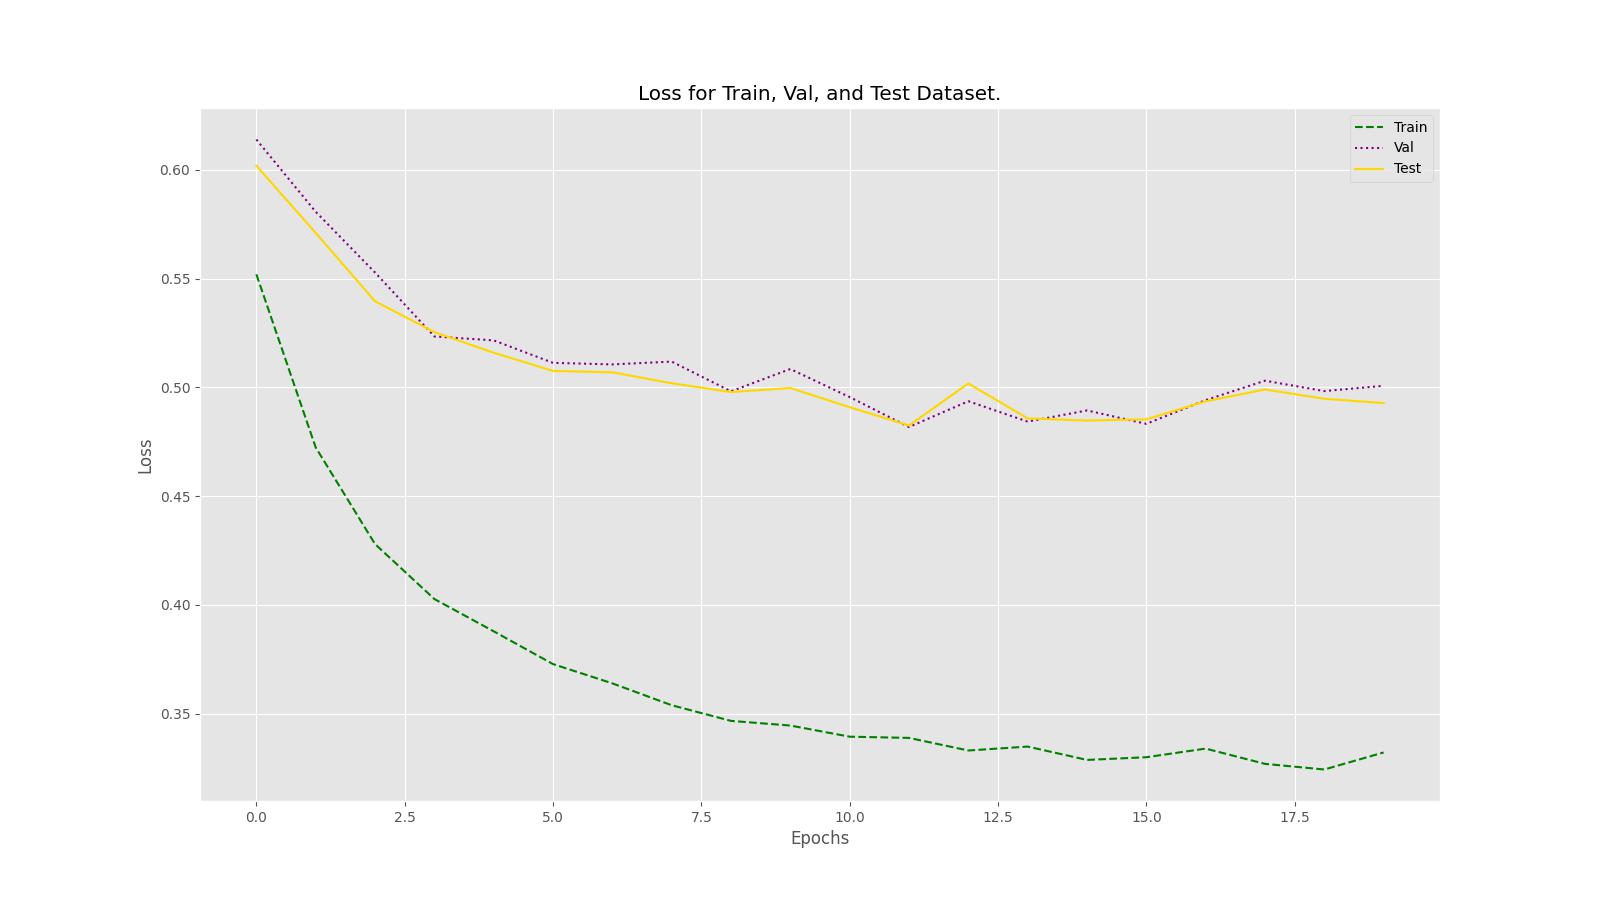 Loss for Train, Val, and Test Dataset.
Train
Val
Test
0.60
0.55
0.50
0.45
0.40
0.35
Loss
0.0 2.5 5.0 7.5 10.0 12.5 15.0 17.5
Epochs